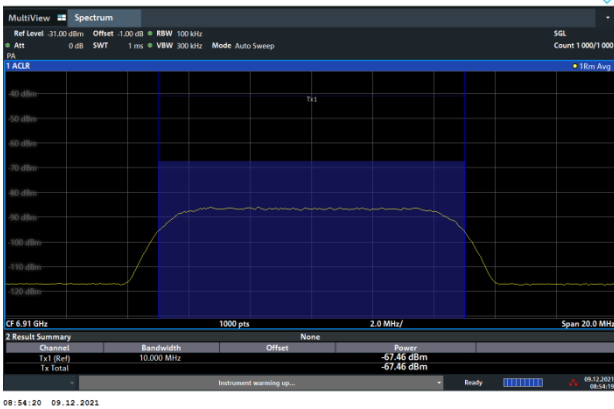 MultiView Spectrum
Ref Level -31.00 dBm Offset -1.00 dB RBW 100 kHz SGL
Att 0 dB SWT 1 ms VBW 300 kHz Mode Auto Sweep Count 1000/1000
PA
1 ACLR 1Rm Avg
-40 dBm
Tx1
-50 dBm
-60 dBm
-70 dBm
-80 dBm
-90 dBm
-100 dBm
-110 dBm
-120 dBm
CF 6.91 GHz 1000 pts 2.0 MHz/ Span 20.0 MHz
2 Result Summary None
Channel Bandwidth Offset Power
Tx1 (Ref) 10.000 MHz -67.46 dBm
Tx Total -67.46 dBm
Instrument warming up... Ready 09.12.2021
08:54:19
08:54:20 09.12.2021